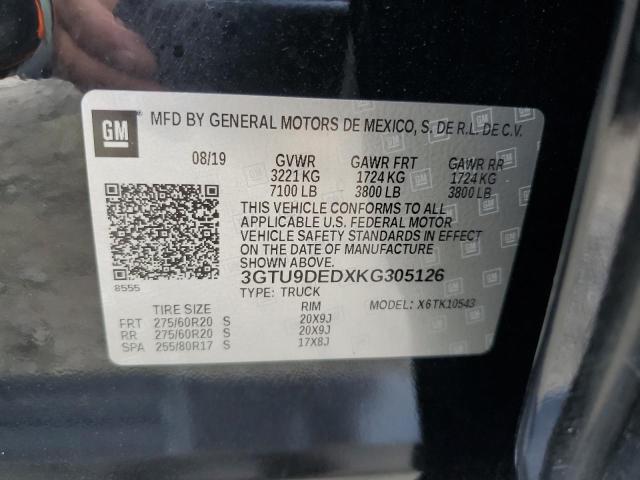 GM
MFD BY GENERAL MOTORS DE MEXICO, S. DE R.L. DE C.V.
08/19 GVWR GAWR FRT GAWR RR
3221 KG 1724 KG 1724 KG
7100 LB 3800 LB 3800 LB
THIS VEHICLE CONFORMS TO ALL
APPLICABLE U.S. FEDERAL MOTOR
VEHICLE SAFETY STANDARDS IN EFFECT
ON THE DATE OF MANUFACTURE
SHOWN ABOVE.
8555
3GTU9DEDXKG305126
TYPE: TRUCK MODEL: X6TK10543
TIRE SIZE RIM
FRT 275/60R20 S 20X9J
RR 275/60R20 S 20X9J
SPA 255/80R17 S 17X8J